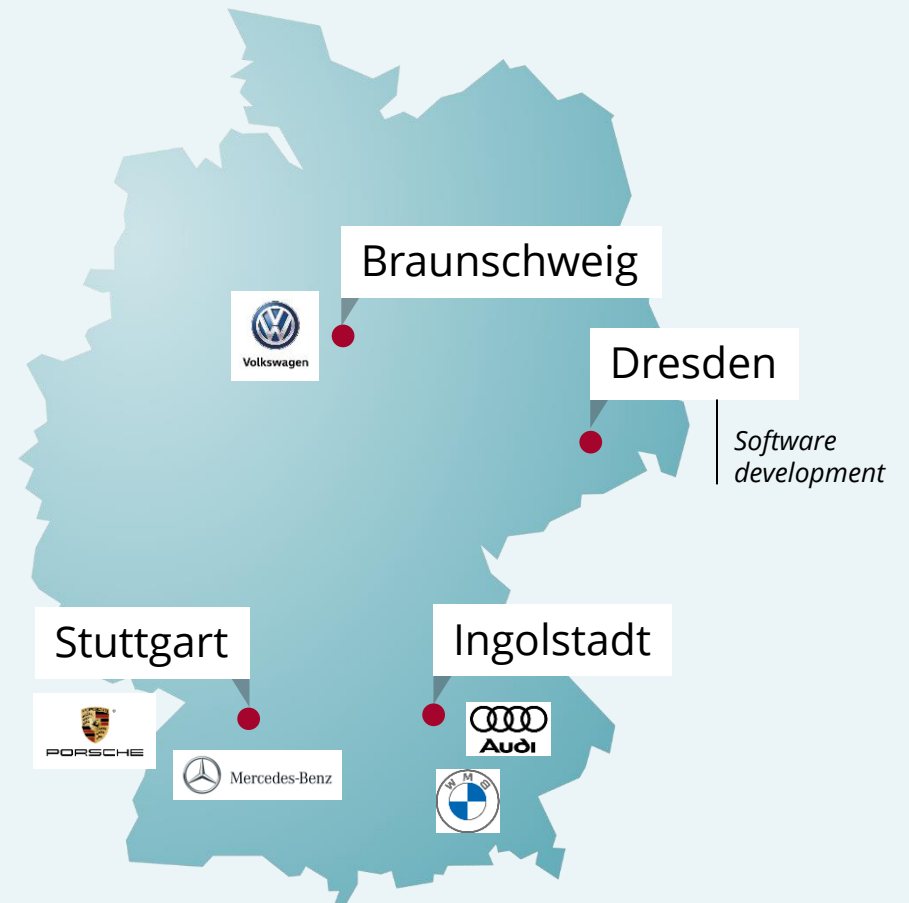 Braunschweig
Volkswagen
Dresden
Software
development
Stuttgart
Ingolstadt
PORSCHE
Audi
Mercedes-Benz
BMW